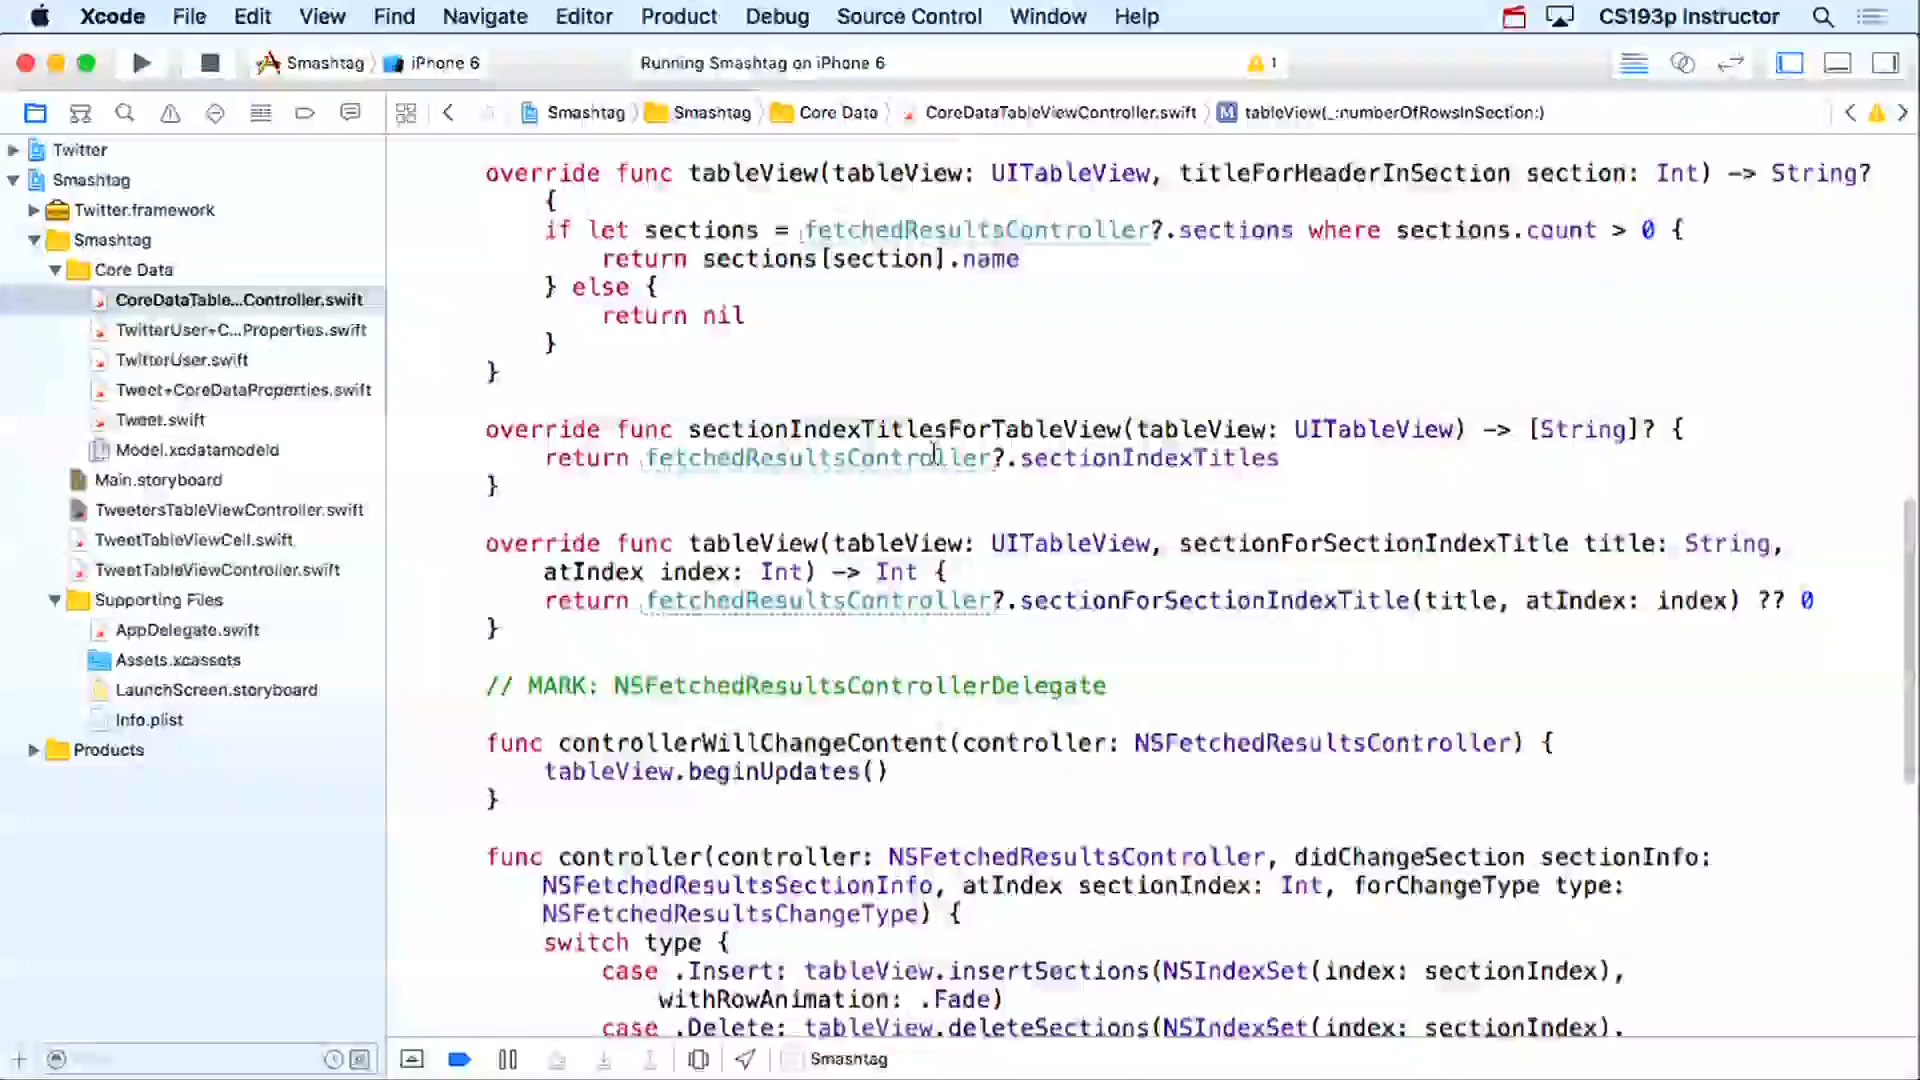 Xcode File Edit View Find Navigate Editor Product Debug Source Control Window Help CS193p Instructor
Smashtag iPhone 6 Running Smashtag on iPhone 6 1
Smashtag Smashtag Core Data CoreDataTableViewController.swift M tableView(_:numberOfRowsInSection:)
Twitter
Smashtag
Twitter.framework
Smashtag
Core Data
CoreDataTable...Controller.swift
TwitterUser+C...Properties.swift
TwitterUser.swift
Tweet+CoreDataProperties.swift
Tweet.swift
Model.xcdatamodeld
Main.storyboard
TweetersTableViewController.swift
TweetTableViewCell.swift
TweetTableViewController.swift
Supporting Files
AppDelegate.swift
Assets.xcassets
LaunchScreen.storyboard
Info.plist
Products
override func tableView(tableView: UITableView, titleForHeaderInSection section: Int) -> String?
{
if let sections = fetchedResultsController?.sections where sections.count > 0 {
return sections[section].name
} else {
return nil
}
}
override func sectionIndexTitlesForTableView(tableView: UITableView) -> [String]? {
return fetchedResultsController?.sectionIndexTitles
}
override func tableView(tableView: UITableView, sectionForSectionIndexTitle title: String,
atIndex index: Int) -> Int {
return fetchedResultsController?.sectionForSectionIndexTitle(title, atIndex: index) ?? 0
}
// MARK: NSFetchedResultsControllerDelegate
func controllerWillChangeContent(controller: NSFetchedResultsController) {
tableView.beginUpdates()
}
func controller(controller: NSFetchedResultsController, didChangeSection sectionInfo:
NSFetchedResultsSectionInfo, atIndex sectionIndex: Int, forChangeType type:
NSFetchedResultsChangeType) {
switch type {
case .Insert: tableView.insertSections(NSIndexSet(index: sectionIndex),
withRowAnimation: .Fade)
case .Delete: tableView.deleteSections(NSIndexSet(index: sectionIndex),
Smashtag